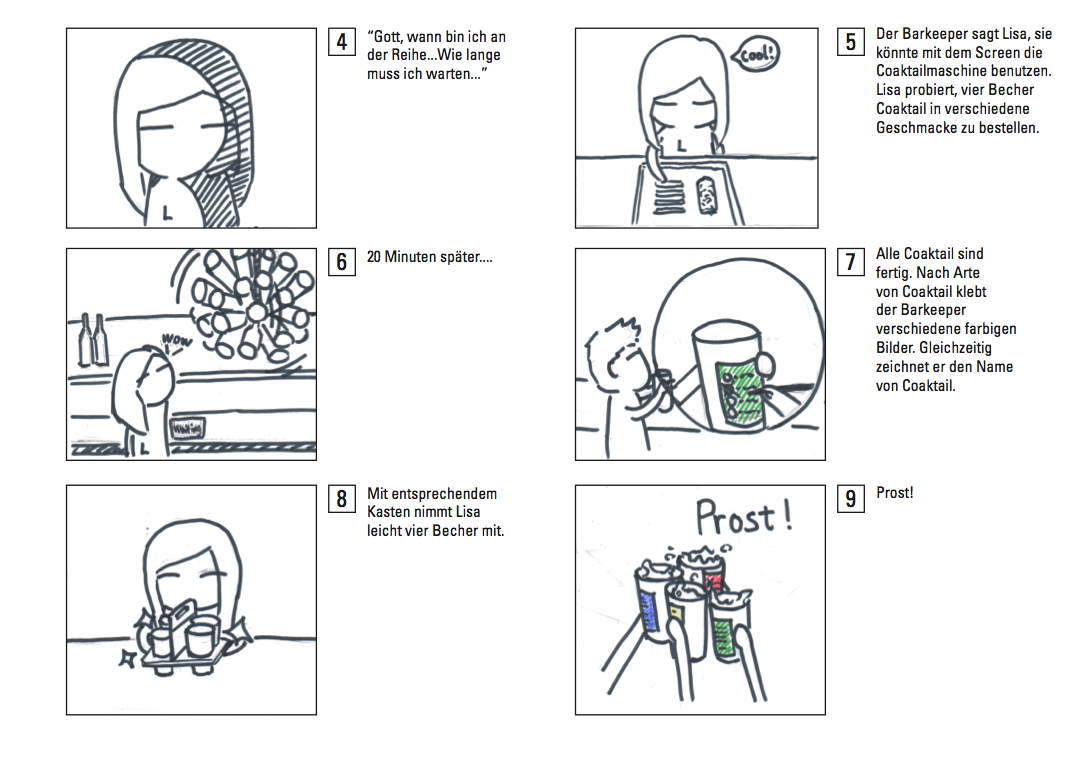 4
“Gott, wann bin ich an
der Reihe...Wie lange
muss ich warten...”
L
5
Der Barkeeper sagt Lisa, sie
könnte mit dem Screen die
Coaktailmaschine benutzen.
Lisa probiert, vier Becher
Coaktail in verschiedene
Geschmacke zu bestellen.
Cool!
L
6
20 Minuten später....
WOW
Waiting
L
7
Alle Coaktail sind
fertig. Nach Arte
von Coaktail klebt
der Barkeeper
verschiedene farbigen
Bilder. Gleichzeitig
zeichnet er den Name
von Coaktail.
8
Mit entsprechendem
Kasten nimmt Lisa
leicht vier Becher mit.
9
Prost!
Prost!